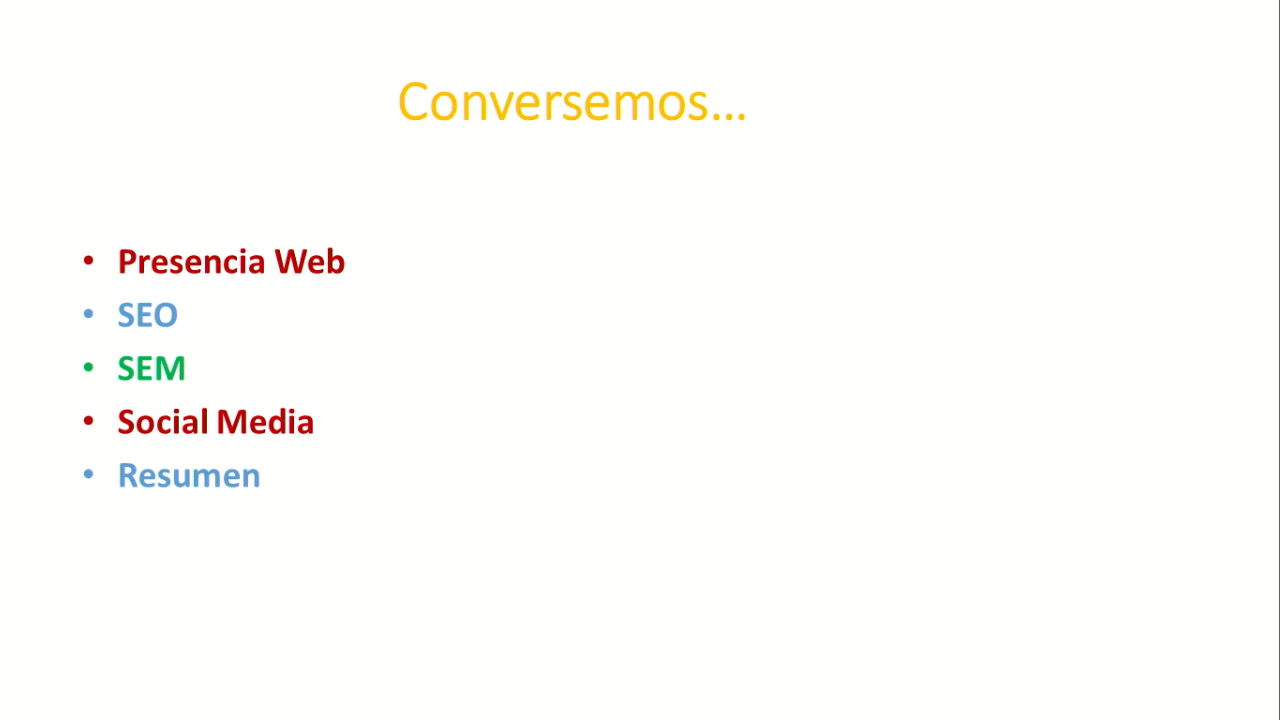 Conversemos...
• Presencia Web
• SEO
• SEM
• Social Media
• Resumen